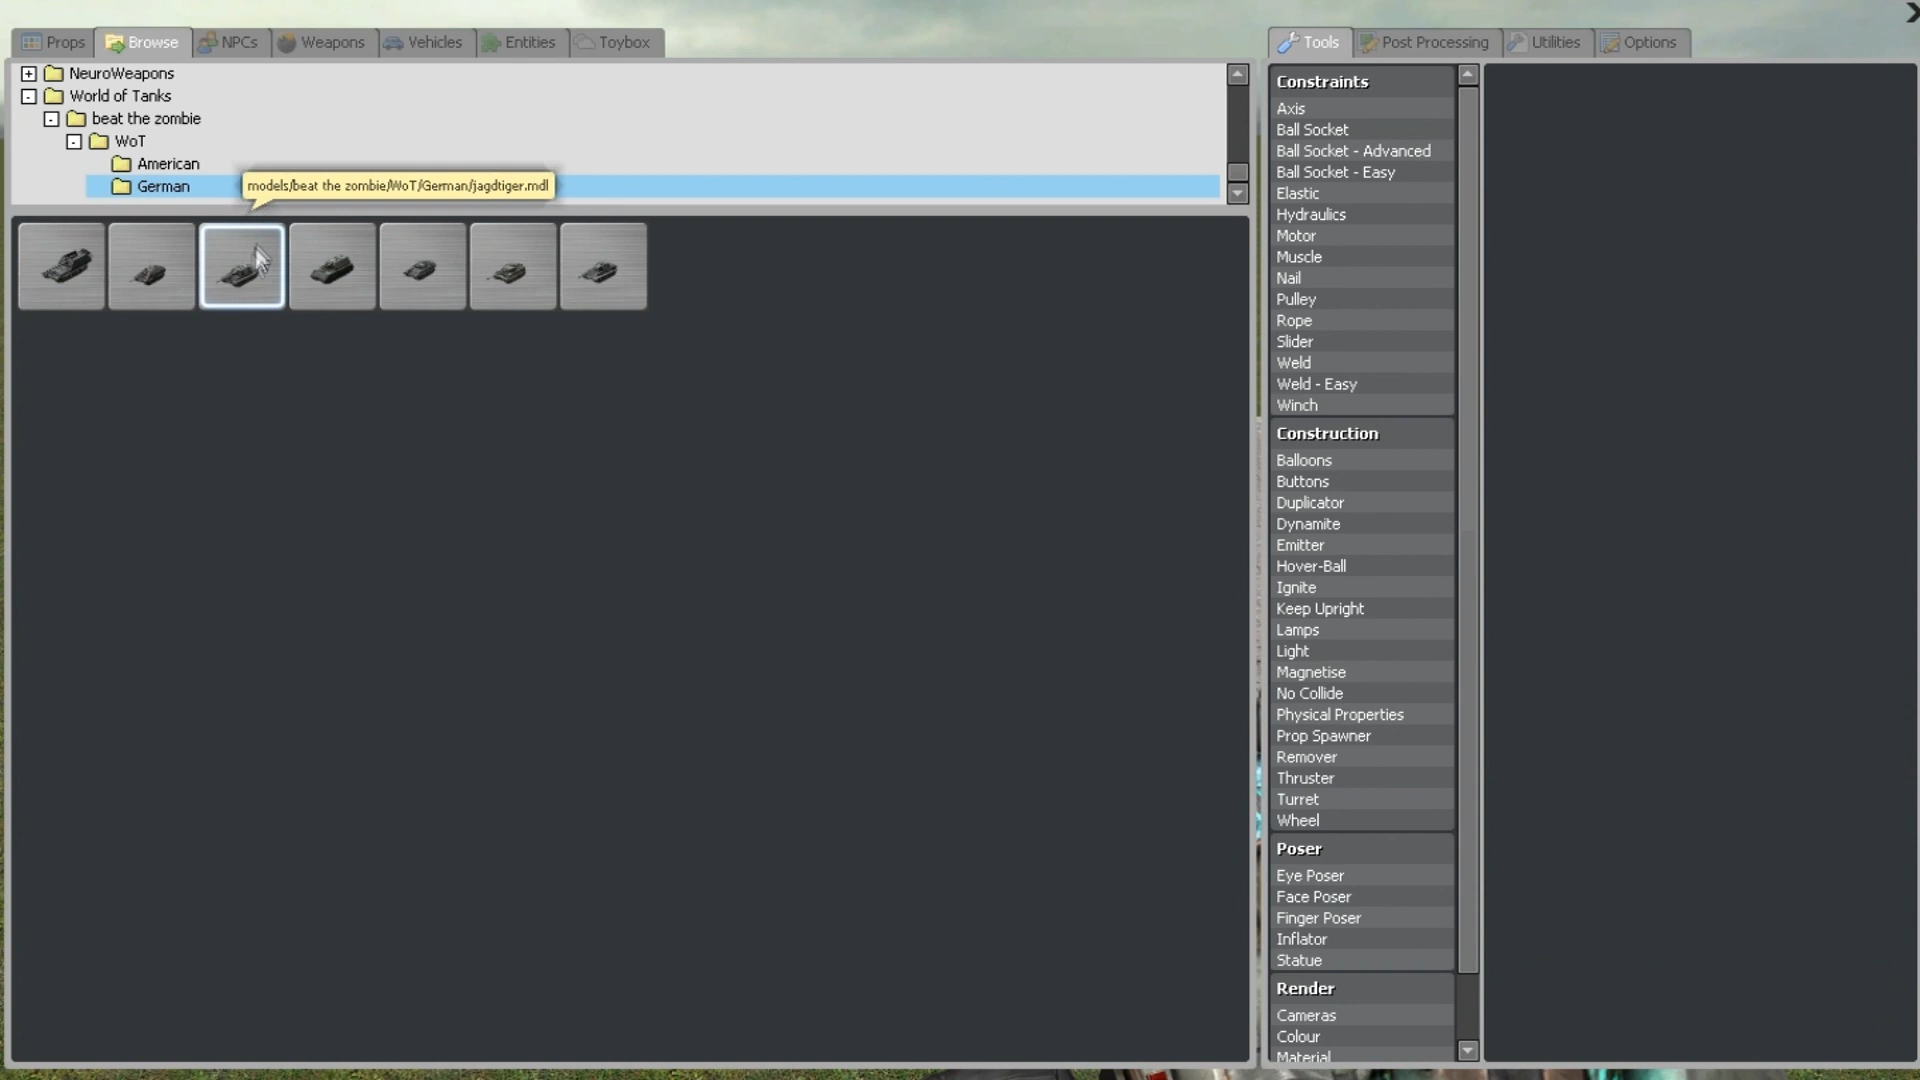 Props Browse NPCs Weapons Vehicles Entities Toybox
NeuroWeapons
World of Tanks
beat the zombie
WoT
American
German
models/beat the zombie/WoT/German/jagdtiger.mdl
Tools Post Processing Utilities Options
Constraints
Axis
Ball Socket
Ball Socket - Advanced
Ball Socket - Easy
Elastic
Hydraulics
Motor
Muscle
Nail
Pulley
Rope
Slider
Weld
Weld - Easy
Winch
Construction
Balloons
Buttons
Duplicator
Dynamite
Emitter
Hover-Ball
Ignite
Keep Upright
Lamps
Light
Magnetise
No Collide
Physical Properties
Prop Spawner
Remover
Thruster
Turret
Wheel
Poser
Eye Poser
Face Poser
Finger Poser
Inflator
Statue
Render
Cameras
Colour
Material